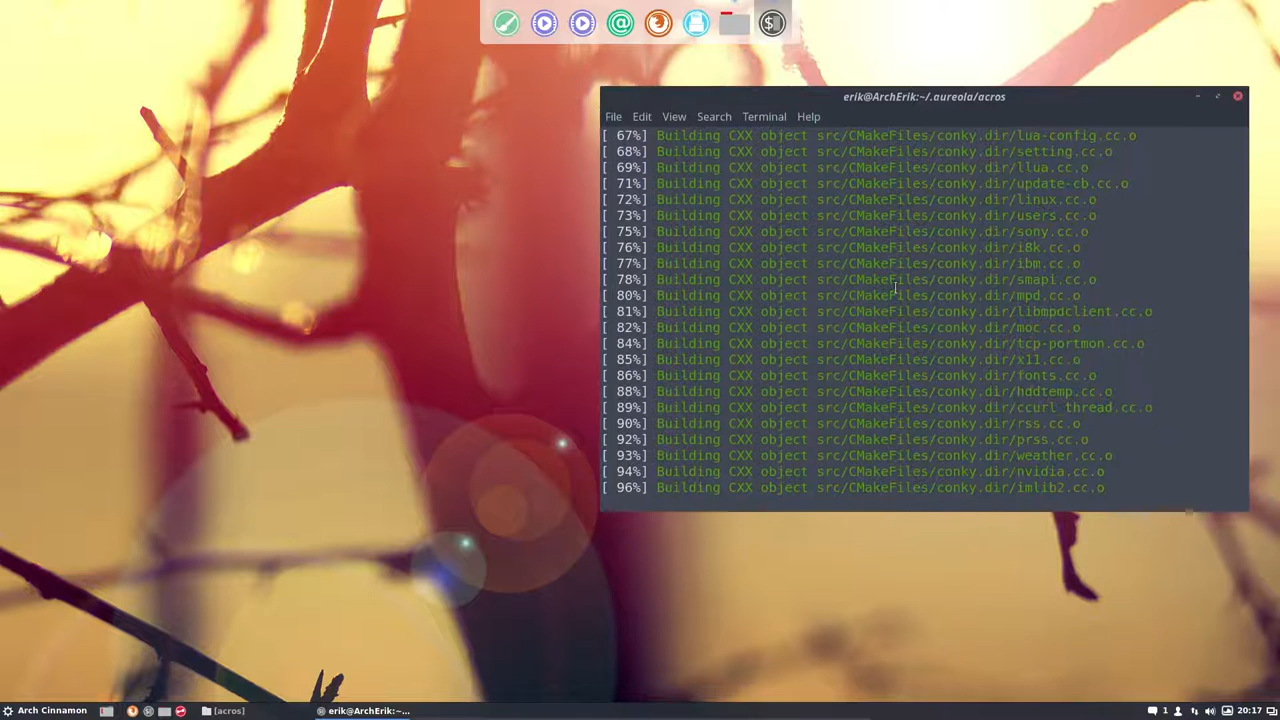 erik@ArchErik:~/.aureola/acros
File Edit View Search Terminal Help
[ 67%] Building CXX object src/CMakeFiles/conky.dir/lua-config.cc.o
[ 68%] Building CXX object src/CMakeFiles/conky.dir/setting.cc.o
[ 69%] Building CXX object src/CMakeFiles/conky.dir/llua.cc.o
[ 71%] Building CXX object src/CMakeFiles/conky.dir/update-cb.cc.o
[ 72%] Building CXX object src/CMakeFiles/conky.dir/linux.cc.o
[ 73%] Building CXX object src/CMakeFiles/conky.dir/users.cc.o
[ 75%] Building CXX object src/CMakeFiles/conky.dir/sony.cc.o
[ 76%] Building CXX object src/CMakeFiles/conky.dir/i8k.cc.o
[ 77%] Building CXX object src/CMakeFiles/conky.dir/ibm.cc.o
[ 78%] Building CXX object src/CMakeFiles/conky.dir/smapi.cc.o
[ 80%] Building CXX object src/CMakeFiles/conky.dir/mpd.cc.o
[ 81%] Building CXX object src/CMakeFiles/conky.dir/libmpdclient.cc.o
[ 82%] Building CXX object src/CMakeFiles/conky.dir/moc.cc.o
[ 84%] Building CXX object src/CMakeFiles/conky.dir/tcp-portmon.cc.o
[ 85%] Building CXX object src/CMakeFiles/conky.dir/x11.cc.o
[ 86%] Building CXX object src/CMakeFiles/conky.dir/fonts.cc.o
[ 88%] Building CXX object src/CMakeFiles/conky.dir/hddtemp.cc.o
[ 89%] Building CXX object src/CMakeFiles/conky.dir/ccurl_thread.cc.o
[ 90%] Building CXX object src/CMakeFiles/conky.dir/rss.cc.o
[ 92%] Building CXX object src/CMakeFiles/conky.dir/prss.cc.o
[ 93%] Building CXX object src/CMakeFiles/conky.dir/weather.cc.o
[ 94%] Building CXX object src/CMakeFiles/conky.dir/nvidia.cc.o
[ 96%] Building CXX object src/CMakeFiles/conky.dir/imlib2.cc.o
Arch Cinnamon [acros] erik@ArchErik:~... 1 20:17